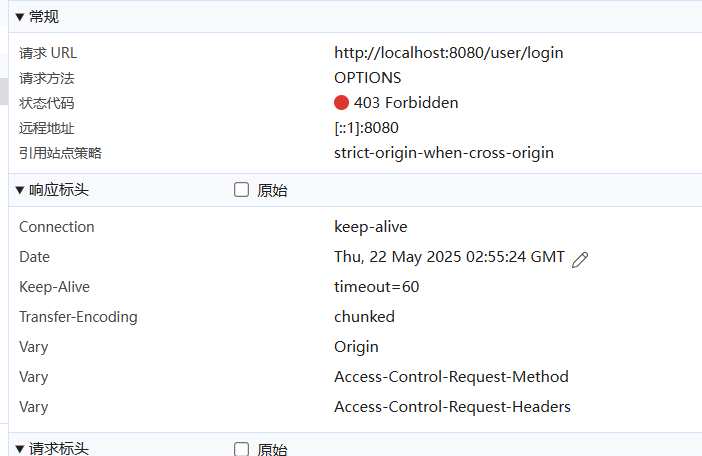 ▼ 常规
请求 URL http://localhost:8080/user/login
请求方法 OPTIONS
状态代码 403 Forbidden
远程地址 [::1]:8080
引用站点策略 strict-origin-when-cross-origin
▼ 响应标头 原始
Connection keep-alive
Date Thu, 22 May 2025 02:55:24 GMT
Keep-Alive timeout=60
Transfer-Encoding chunked
Vary Origin
Vary Access-Control-Request-Method
Vary Access-Control-Request-Headers
▼ 请求标头 原始